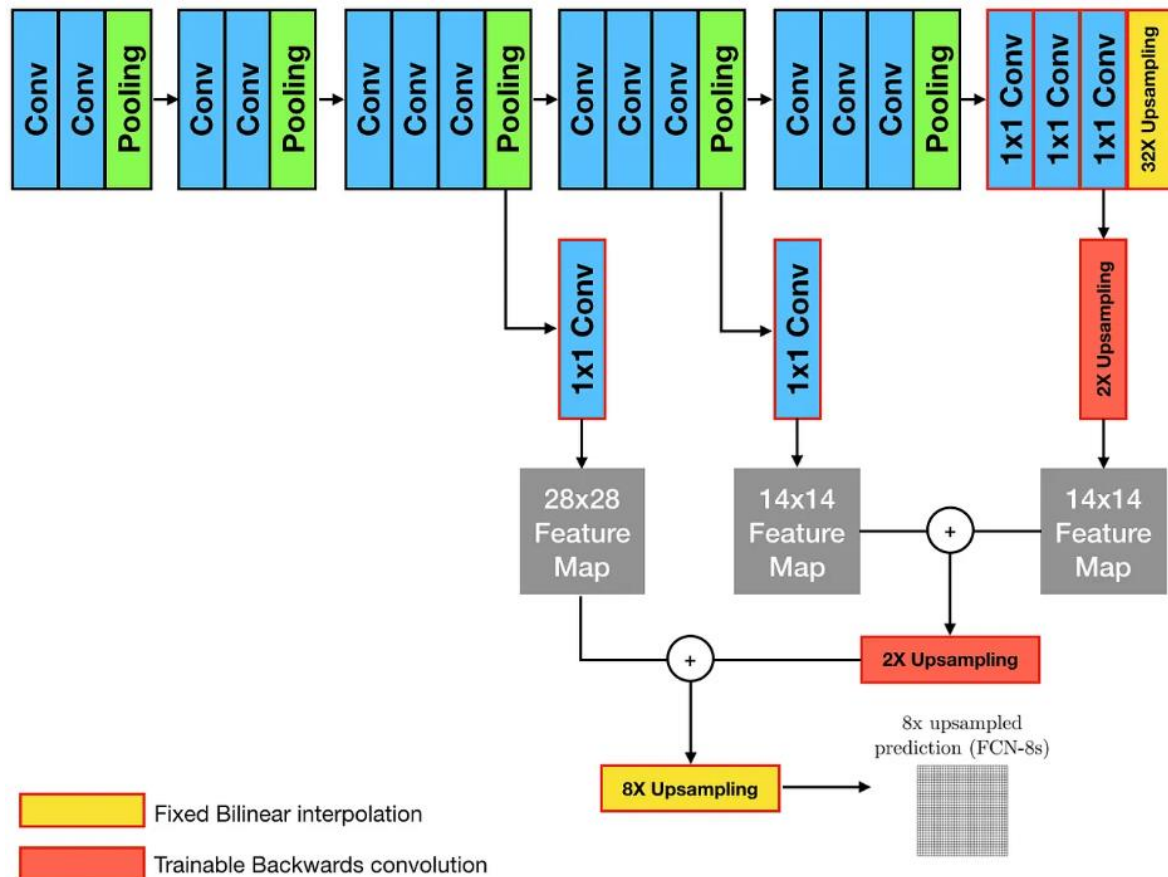 Conv
Conv
Pooling
Conv
Conv
Pooling
Conv
Conv
Conv
Pooling
Conv
Conv
Conv
Pooling
Conv
Conv
Conv
Pooling
1x1 Conv
1x1 Conv
1x1 Conv
32X Upsampling
1x1 Conv
1x1 Conv
2X Upsampling
28x28
Feature
Map
14x14
Feature
Map
+
14x14
Feature
Map
+
2X Upsampling
8x upsampled
prediction (FCN-8s)
8X Upsampling
Fixed Bilinear interpolation
Trainable Backwards convolution